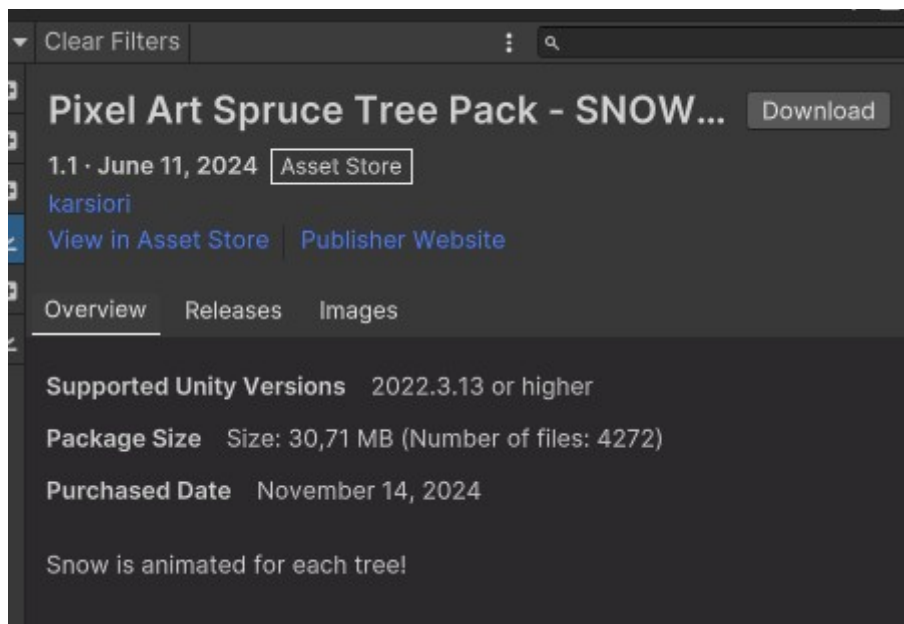 Clear Filters
Pixel Art Spruce Tree Pack - SNOW... Download
1.1 · June 11, 2024 Asset Store
karsiori
View in Asset Store Publisher Website
Overview Releases Images
Supported Unity Versions 2022.3.13 or higher
Package Size Size: 30,71 MB (Number of files: 4272)
Purchased Date November 14, 2024
Snow is animated for each tree!